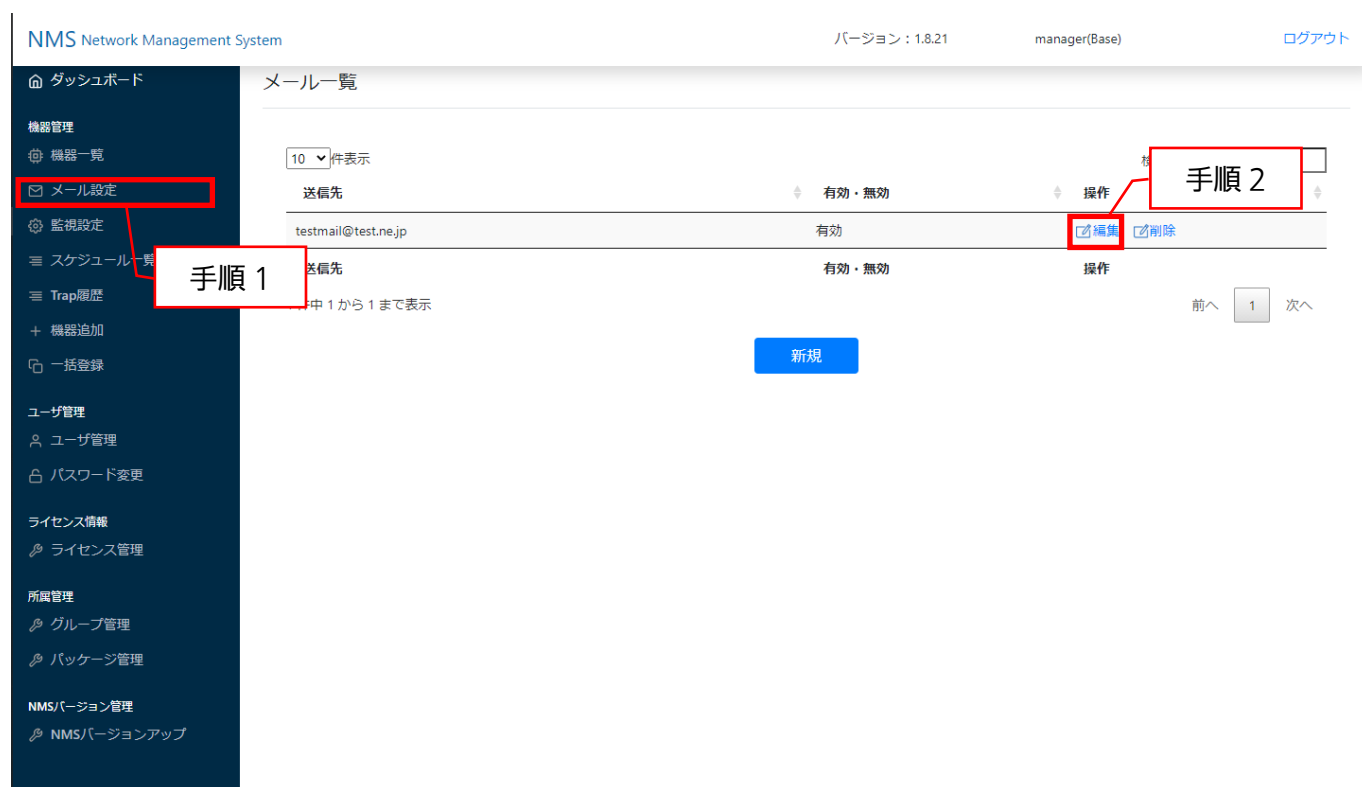 NMS Network Management System
バージョン：1.8.21
manager(Base)
ログアウト
ダッシュボード
機器管理
機器一覧
メール設定
監視設定
スケジュール一覧
Trap履歴
機器追加
一括登録
ユーザ管理
ユーザ管理
パスワード変更
ライセンス情報
ライセンス管理
所属管理
グループ管理
パッケージ管理
NMSバージョン管理
NMSバージョンアップ
メール一覧
10 件表示
送信先 有効・無効 操作
testmail@test.ne.jp 有効 編集 削除
送信先 有効・無効 操作
件中 1 から 1 まで表示
前へ 1 次へ
新規
手順１
手順２